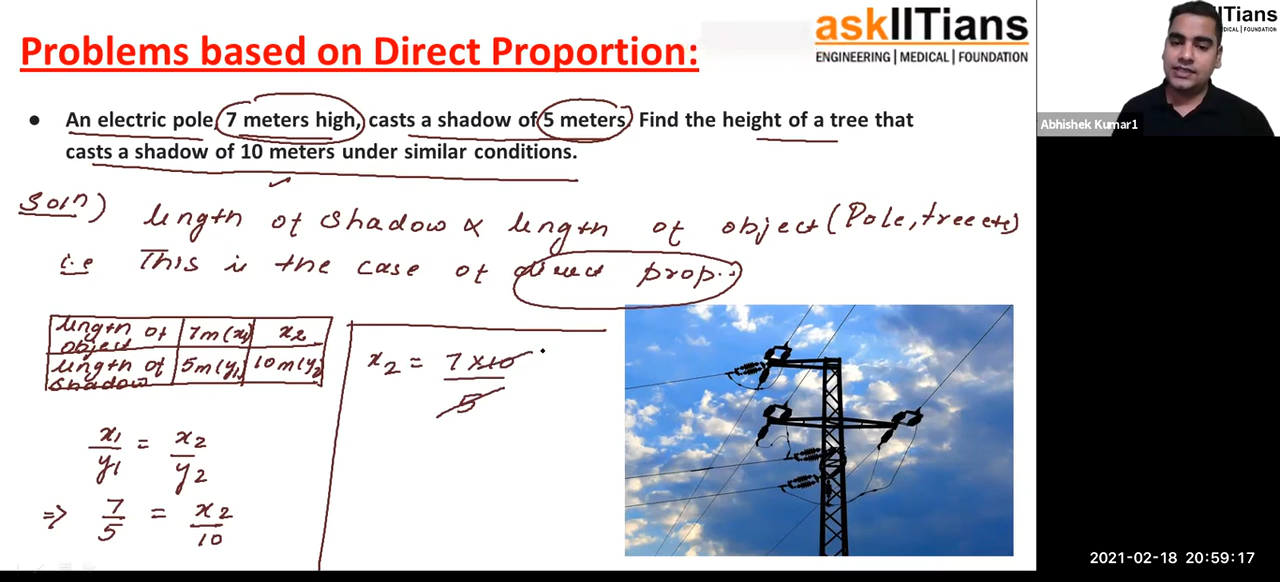 Problems based on Direct Proportion:
askIITians
ENGINEERING | MEDICAL | FOUNDATION
Tians
EDICAL | FOUNDATION
Abhishek Kumar1
• An electric pole, 7 meters high, casts a shadow of 5 meters. Find the height of a tree that
casts a shadow of 10 meters under similar conditions.
Soln) length of shadow ∝ length of object (Pole, tree etc)
i.e This is the case of direct prop.
length of object 7m(x1) x2
length of shadow 5m(y1) 10m(y2)
x1/y1 = x2/y2
=> 7/5 = x2/10
x2 = 7×10/5
2021-02-18 20:59:17